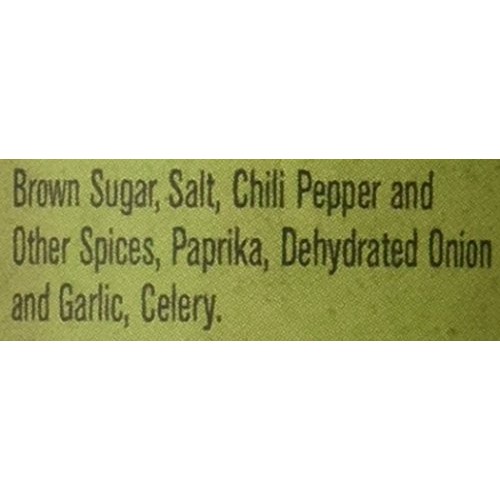 Brown Sugar, Salt, Chili Pepper and
Other Spices, Paprika, Dehydrated Onion
and Garlic, Celery.